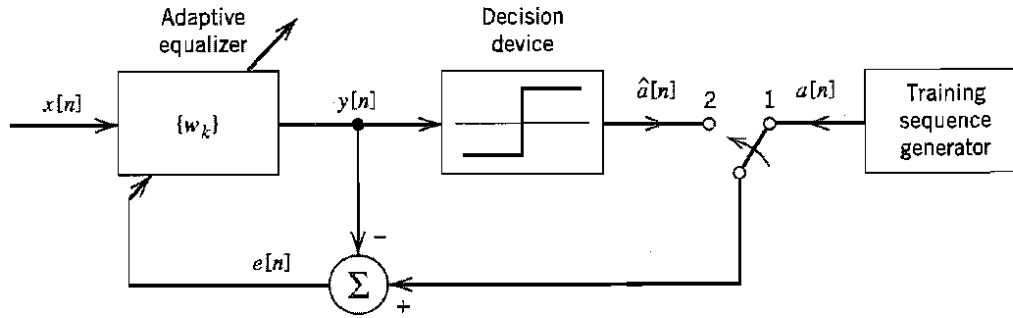 Adaptive
equalizer
Decision
device
x[n]
{w_k}
y[n]
â[n]
2
1
a[n]
Training
sequence
generator
−
e[n]
Σ
+